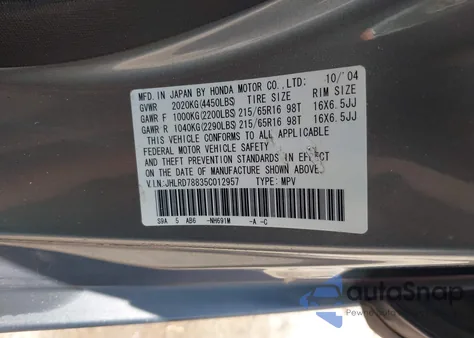 MFD. IN JAPAN BY HONDA MOTOR CO., LTD. 10/'04
GVWR 2020KG(4450LBS) TIRE SIZE RIM SIZE
GAWR F 1000KG(2200LBS) 215/65R16 98T 16X6.5JJ
GAWR R 1040KG(2290LBS) 215/65R16 98T 16X6.5JJ
THIS VEHICLE CONFORMS TO ALL APPLICABLE
FEDERAL MOTOR VEHICLE SAFETY
AND THEFT PREVENTION STANDARDS IN EFFECT
ON THE DATE OF MANUFACTURE SHOWN ABOVE.
V.I.N: JHLRD78835C012957 TYPE: MPV
S9A 5 AB6 -NH691M -A -C
autoSnap